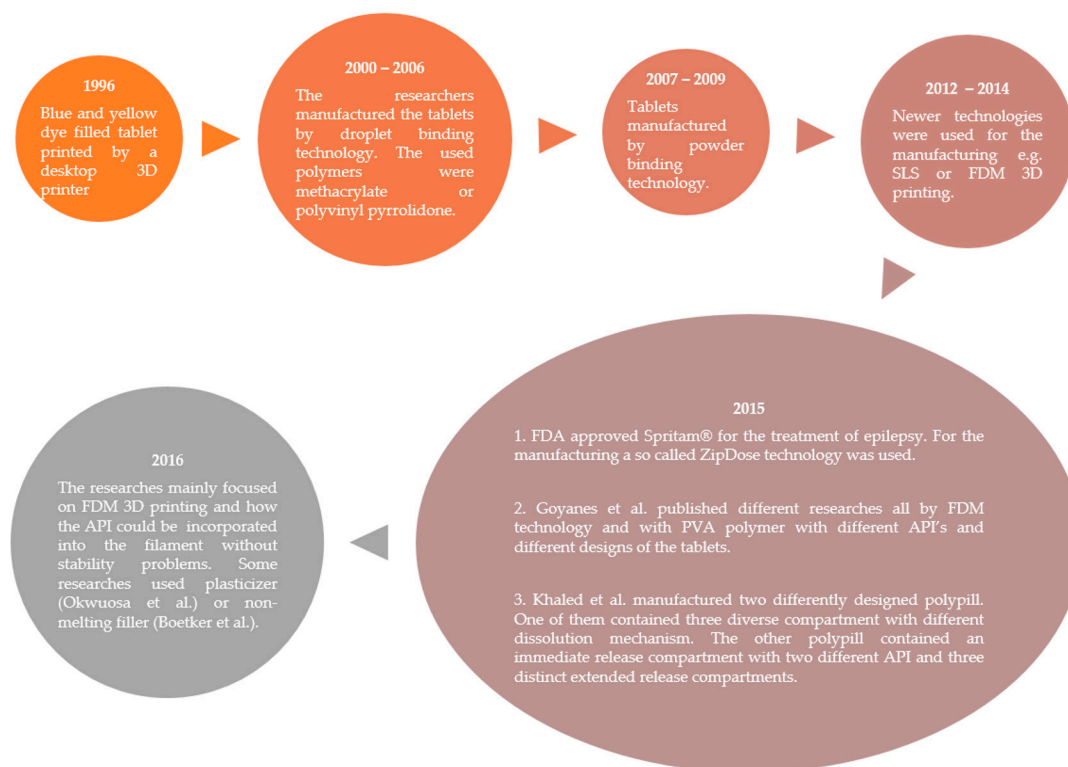 1996
Blue and yellow
dye filled tablet
printed by a
desktop 3D
printer
2000 – 2006
The researchers
manufactured the tablets
by droplet binding
technology. The used
polymers were
methacrylate or
polyvinyl pyrrolidone.
2007 – 2009
Tablets
manufactured
by powder
binding
technology.
2012 – 2014
Newer technologies
were used for the
manufacturing e.g.
SLS or FDM 3D
printing.
2015
1. FDA approved Spritam® for the treatment of epilepsy. For the
manufacturing a so called ZipDose technology was used.
2. Goyanes et al. published different researches all by FDM
technology and with PVA polymer with different API's and
different designs of the tablets.
3. Khaled et al. manufactured two differently designed polypill.
One of them contained three diverse compartment with different
dissolution mechanism. The other polypill contained an
immediate release compartment with two different API and three
distinct extended release compartments.
2016
The researches mainly focused
on FDM 3D printing and how
the API could be incorporated
into the filament without
stability problems. Some
researches used plasticizer
(Okwuosa et al.) or non-
melting filler (Boetker et al.).